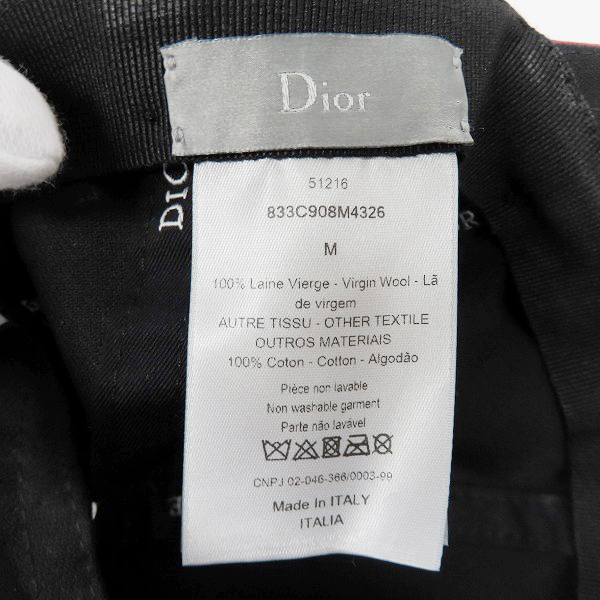 Dior
51216
833C908M4326
DIO
OR
M
100% Laine Vierge - Virgin Wool - Lã
de virgem
AUTRE TISSU - OTHER TEXTILE
OUTROS MATERIAIS
100% Coton - Cotton - Algodão
Pièce non lavable
Non washable garment
Parte não lavável
CNPJ 02-046-366/0003-99
Made In ITALY
ITALIA